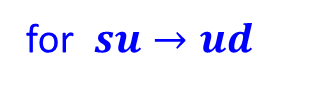 for su → ud